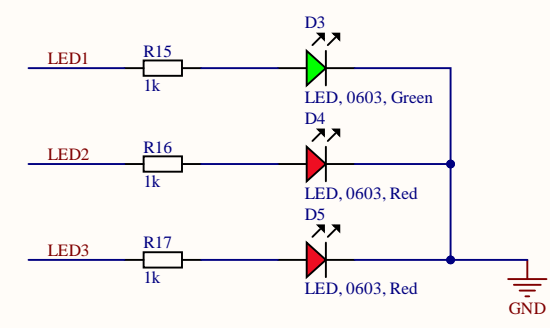 D3
LED1
R15
1k
LED, 0603, Green
D4
LED2
R16
1k
LED, 0603, Red
D5
LED3
R17
1k
LED, 0603, Red
GND